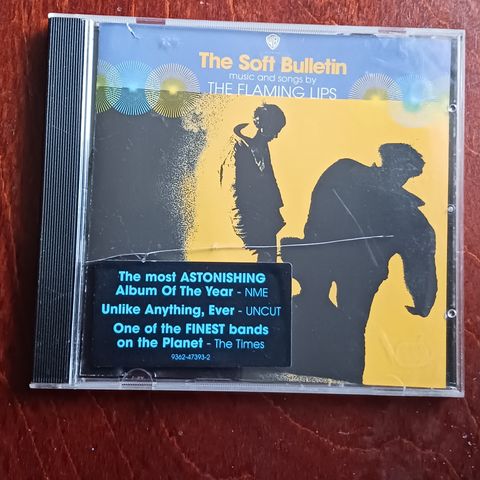 The Soft Bulletin
music and songs by
THE FLAMING LIPS
The most ASTONISHING
Album Of The Year - NME
Unlike Anything, Ever - UNCUT
One of the FINEST bands
on the Planet - The Times
9362-47393-2